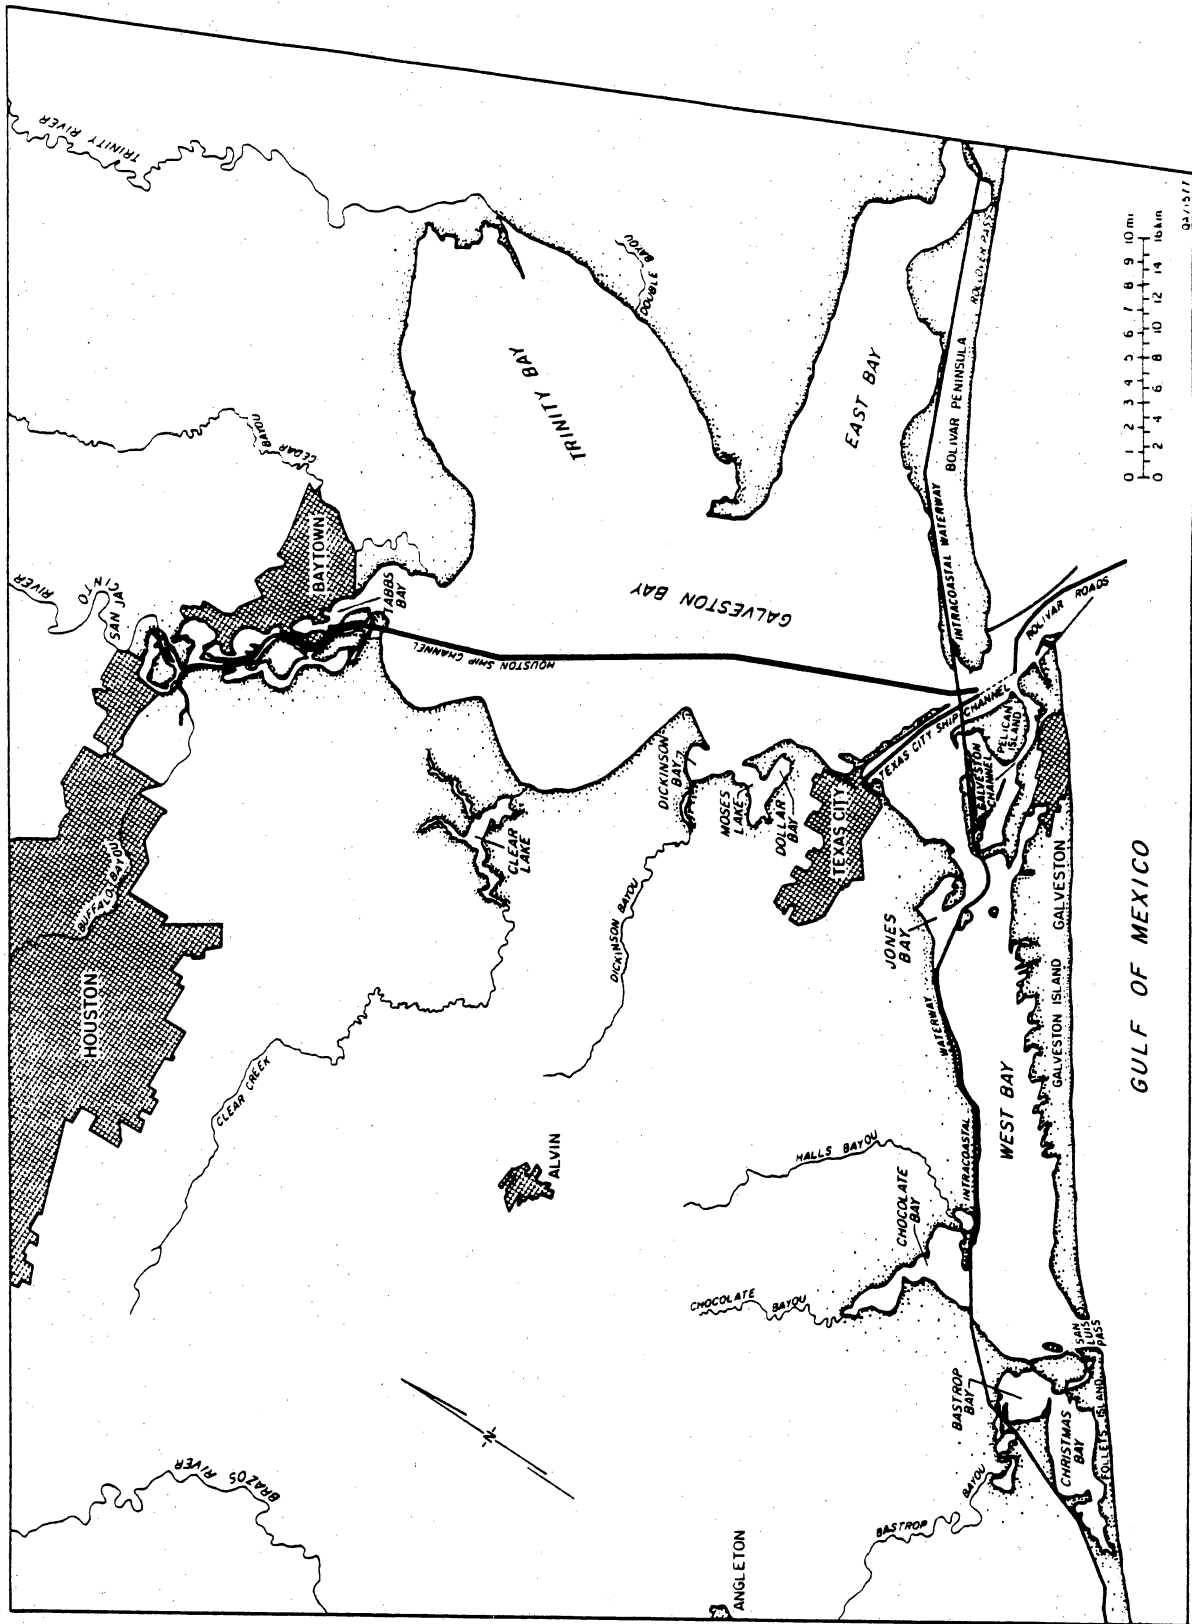 TRINITY RIVER
DOUBLE BAYOU
TRINITY BAY
CEDAR
BAYOU
EAST BAY
BOLIVAR PENINSULA
ROLLOVER PASS
INTRACOASTAL WATERWAY
SAN JACINTO
RIVER
BAYTOWN
TABBS
BAY
GALVESTON BAY
HOUSTON SHIP CHANNEL
BOLIVAR ROADS
TEXAS CITY SHIP CHANNEL
PELICAN
ISLAND
GALVESTON
CHANNEL
HOUSTON
BUFFALO BAYOU
CLEAR
LAKE
DICKINSON
BAY
MOSES
LAKE
DOLLAR
BAY
TEXAS CITY
DICKINSON BAYOU
JONES
BAY
GALVESTON
GALVESTON ISLAND
CLEAR CREEK
ALVIN
HALLS BAYOU
INTRACOASTAL
WATERWAY
WEST BAY
GULF OF MEXICO
CHOCOLATE
BAY
CHOCOLATE
BAYOU
SAN
LUIS
PASS
BASTROP
BAY
CHRISTMAS
BAY
FOLLETS ISLAND
BASTROP
BAYOU
BRAZOS
RIVER
ANGLETON
-N-
0 1 2 3 4 5 6 7 8 9 10 mi
0 2 4 6 8 10 12 14 16 km